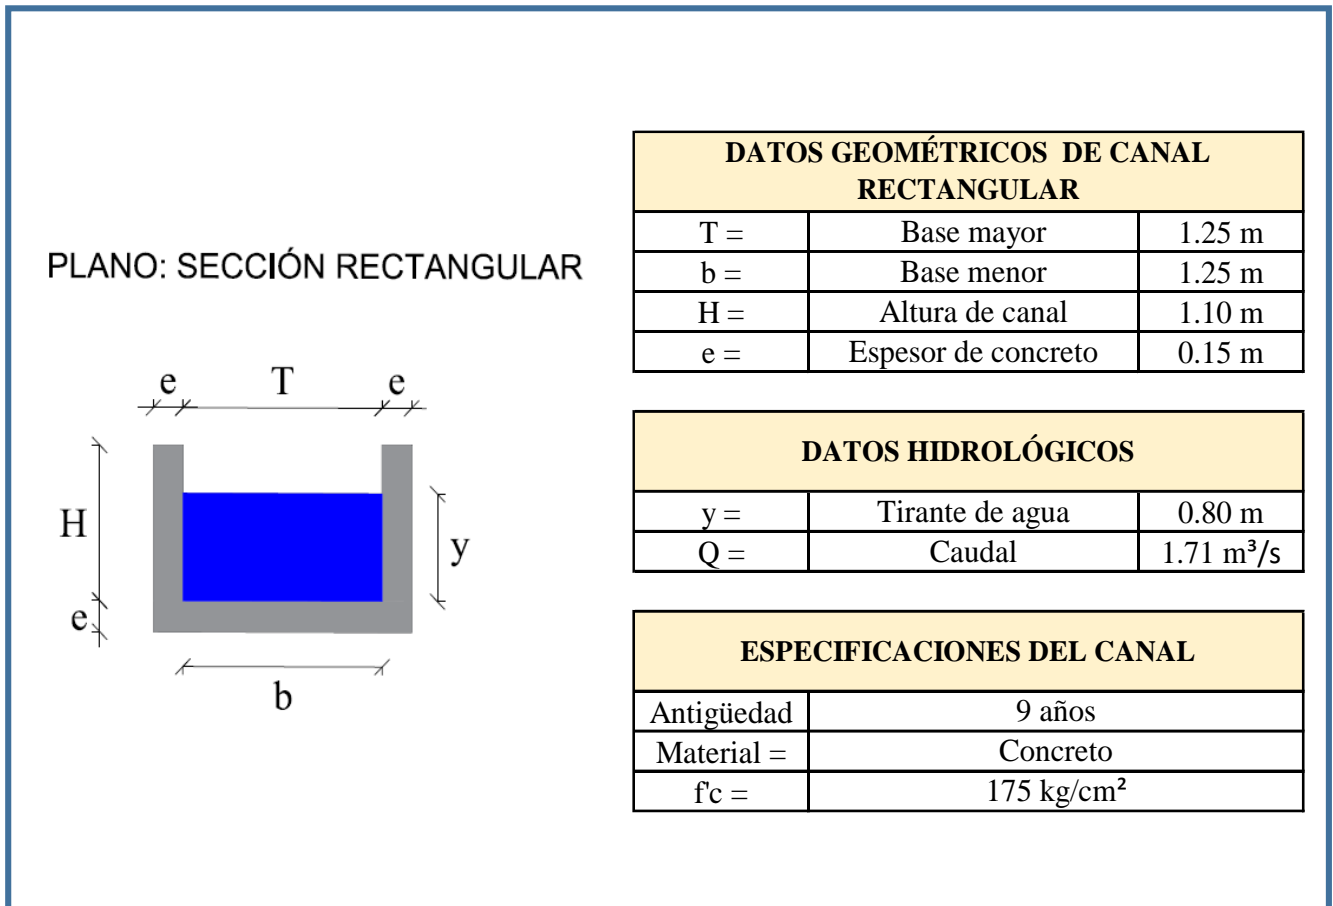 PLANO: SECCIÓN RECTANGULAR
e T e
H
y
e
b
DATOS GEOMÉTRICOS DE CANAL
RECTANGULAR
T = Base mayor 1.25 m
b = Base menor 1.25 m
H = Altura de canal 1.10 m
e = Espesor de concreto 0.15 m
DATOS HIDROLÓGICOS
y = Tirante de agua 0.80 m
Q = Caudal 1.71 m³/s
ESPECIFICACIONES DEL CANAL
Antigüedad 9 años
Material = Concreto
f'c = 175 kg/cm²